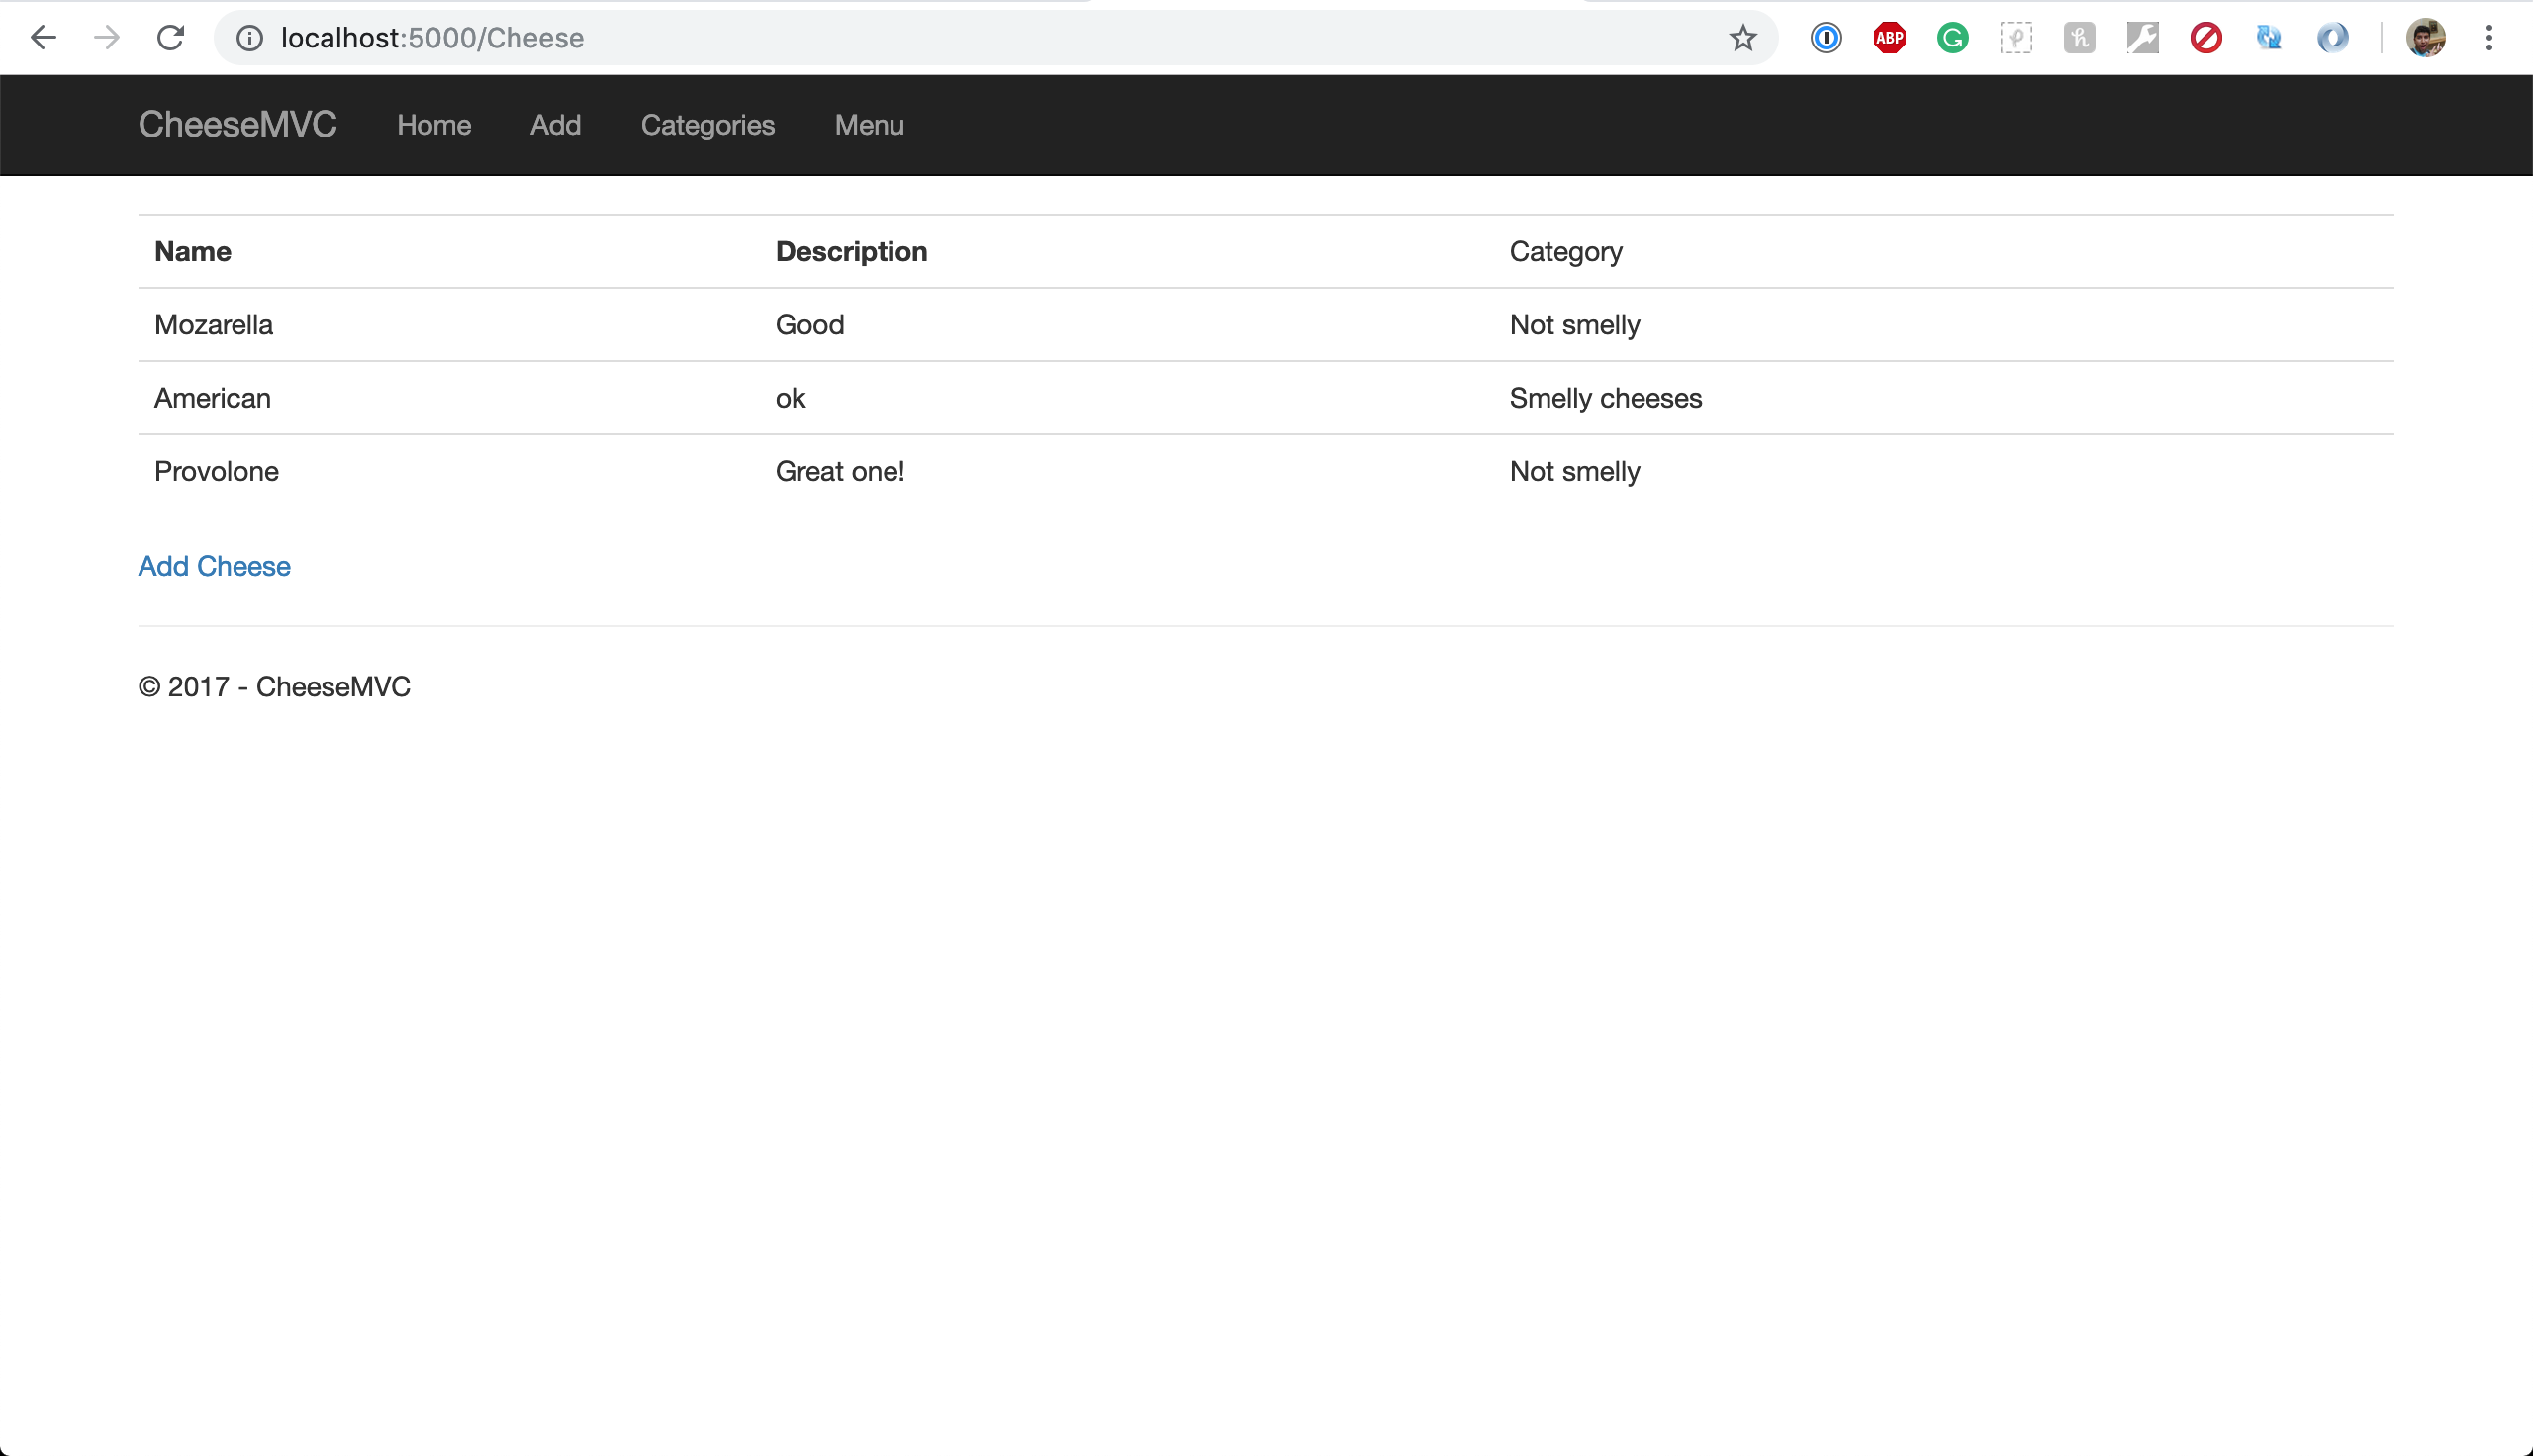 localhost:5000/Cheese
ABP
CheeseMVC Home Add Categories Menu
Name Description Category
Mozarella Good Not smelly
American ok Smelly cheeses
Provolone Great one! Not smelly
Add Cheese
© 2017 - CheeseMVC